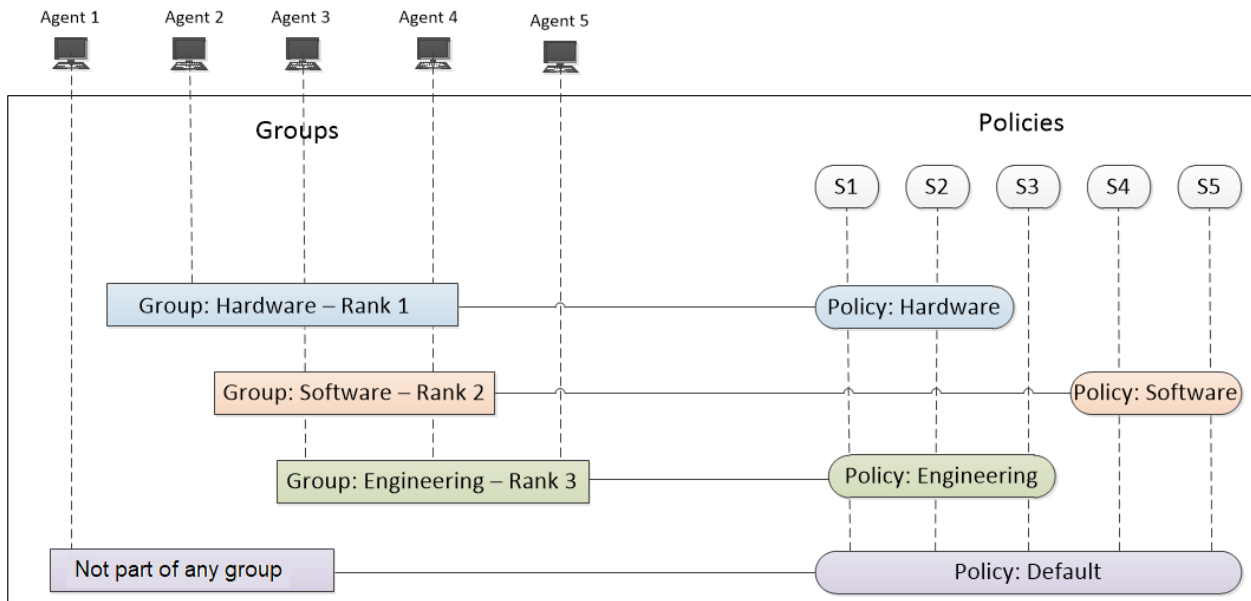 Agent 1
Agent 2
Agent 3
Agent 4
Agent 5
Groups
Policies
S1
S2
S3
S4
S5
Group: Hardware – Rank 1
Policy: Hardware
Group: Software – Rank 2
Policy: Software
Group: Engineering – Rank 3
Policy: Engineering
Not part of any group
Policy: Default